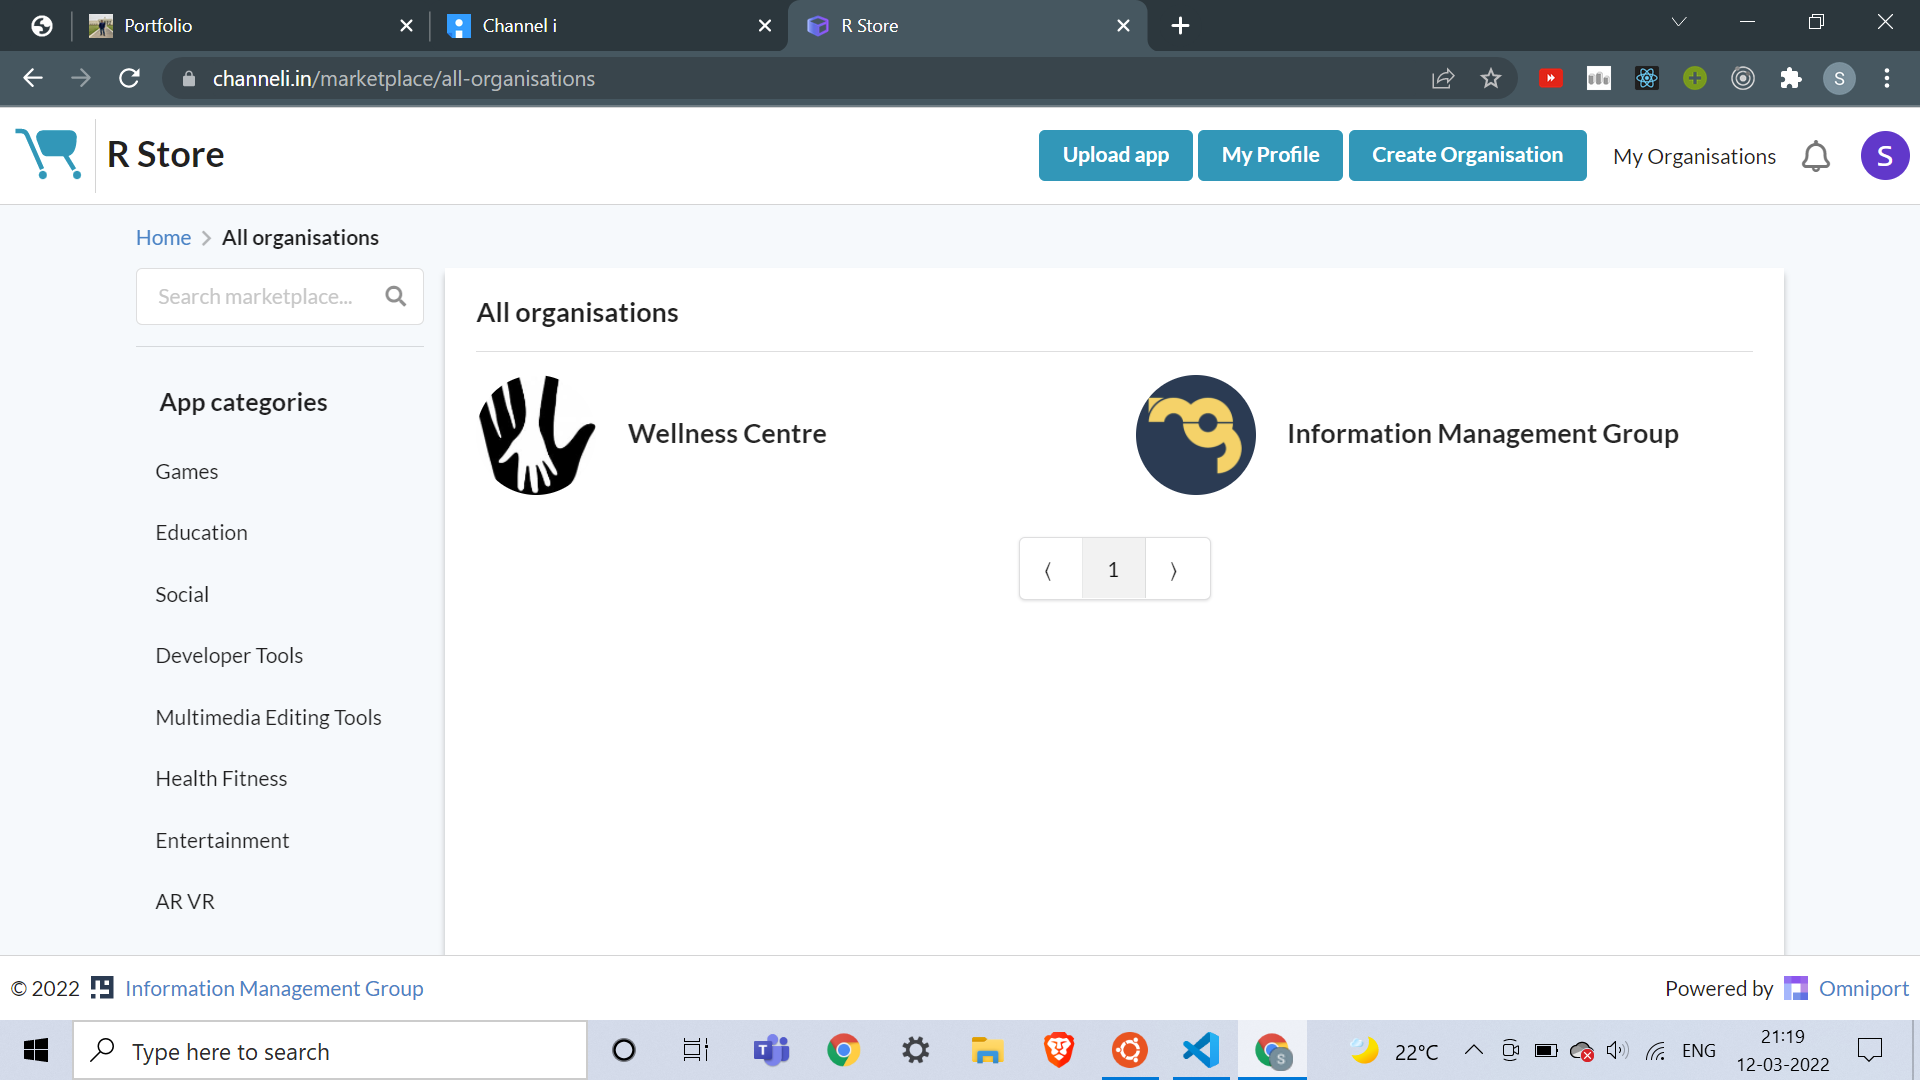 Portfolio
Channel i
R Store
channeli.in/marketplace/all-organisations
S
R Store
Upload app
My Profile
Create Organisation
My Organisations
S
Home
All organisations
Search marketplace...
All organisations
App categories
Wellness Centre
Information Management Group
Games
Education
Social
Developer Tools
Multimedia Editing Tools
Health Fitness
Entertainment
AR VR
⟨ 1 ⟩
© 2022 Information Management Group
Powered by Omniport
Type here to search
S
22°C
ENG
21:19
12-03-2022